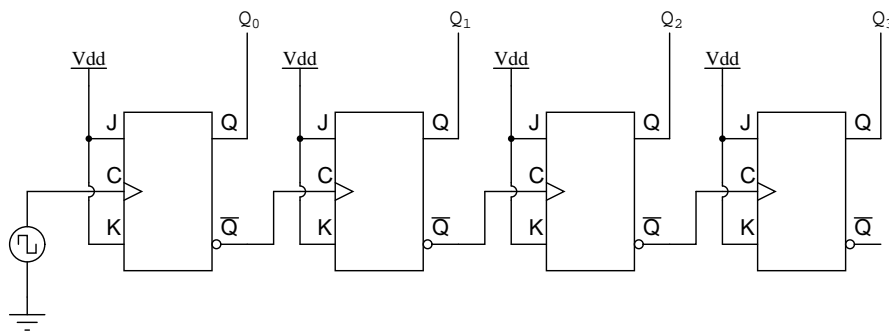 Q0 Q1 Q2 Q3
Vdd Vdd Vdd Vdd
J Q J Q J Q J Q
C C C C
K Q̅ K Q̅ K Q̅ K Q̅